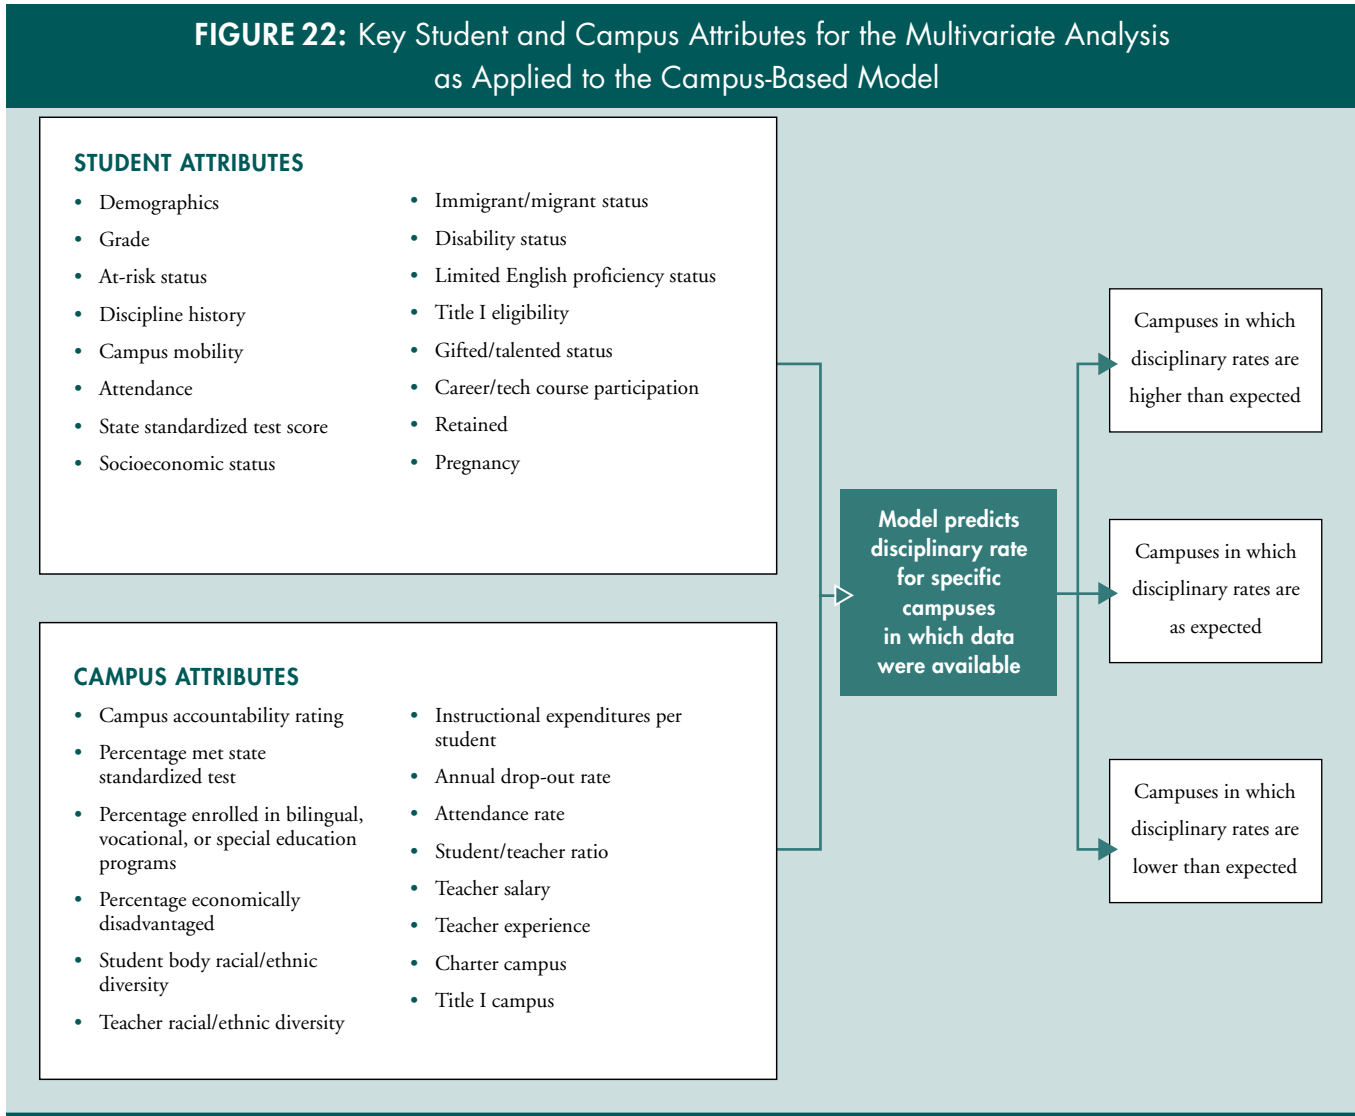 FIGURE 22: Key Student and Campus Attributes for the Multivariate Analysis
as Applied to the Campus-Based Model
STUDENT ATTRIBUTES
• Demographics
• Grade
• At-risk status
• Discipline history
• Campus mobility
• Attendance
• State standardized test score
• Socioeconomic status
• Immigrant/migrant status
• Disability status
• Limited English proficiency status
• Title I eligibility
• Gifted/talented status
• Career/tech course participation
• Retained
• Pregnancy
CAMPUS ATTRIBUTES
• Campus accountability rating
• Percentage met state
standardized test
• Percentage enrolled in bilingual,
vocational, or special education
programs
• Percentage economically
disadvantaged
• Student body racial/ethnic
diversity
• Teacher racial/ethnic diversity
• Instructional expenditures per
student
• Annual drop-out rate
• Attendance rate
• Student/teacher ratio
• Teacher salary
• Teacher experience
• Charter campus
• Title I campus
Model predicts
disciplinary rate
for specific
campuses
in which data
were available
Campuses in which
disciplinary rates are
higher than expected
Campuses in which
disciplinary rates are
as expected
Campuses in which
disciplinary rates are
lower than expected